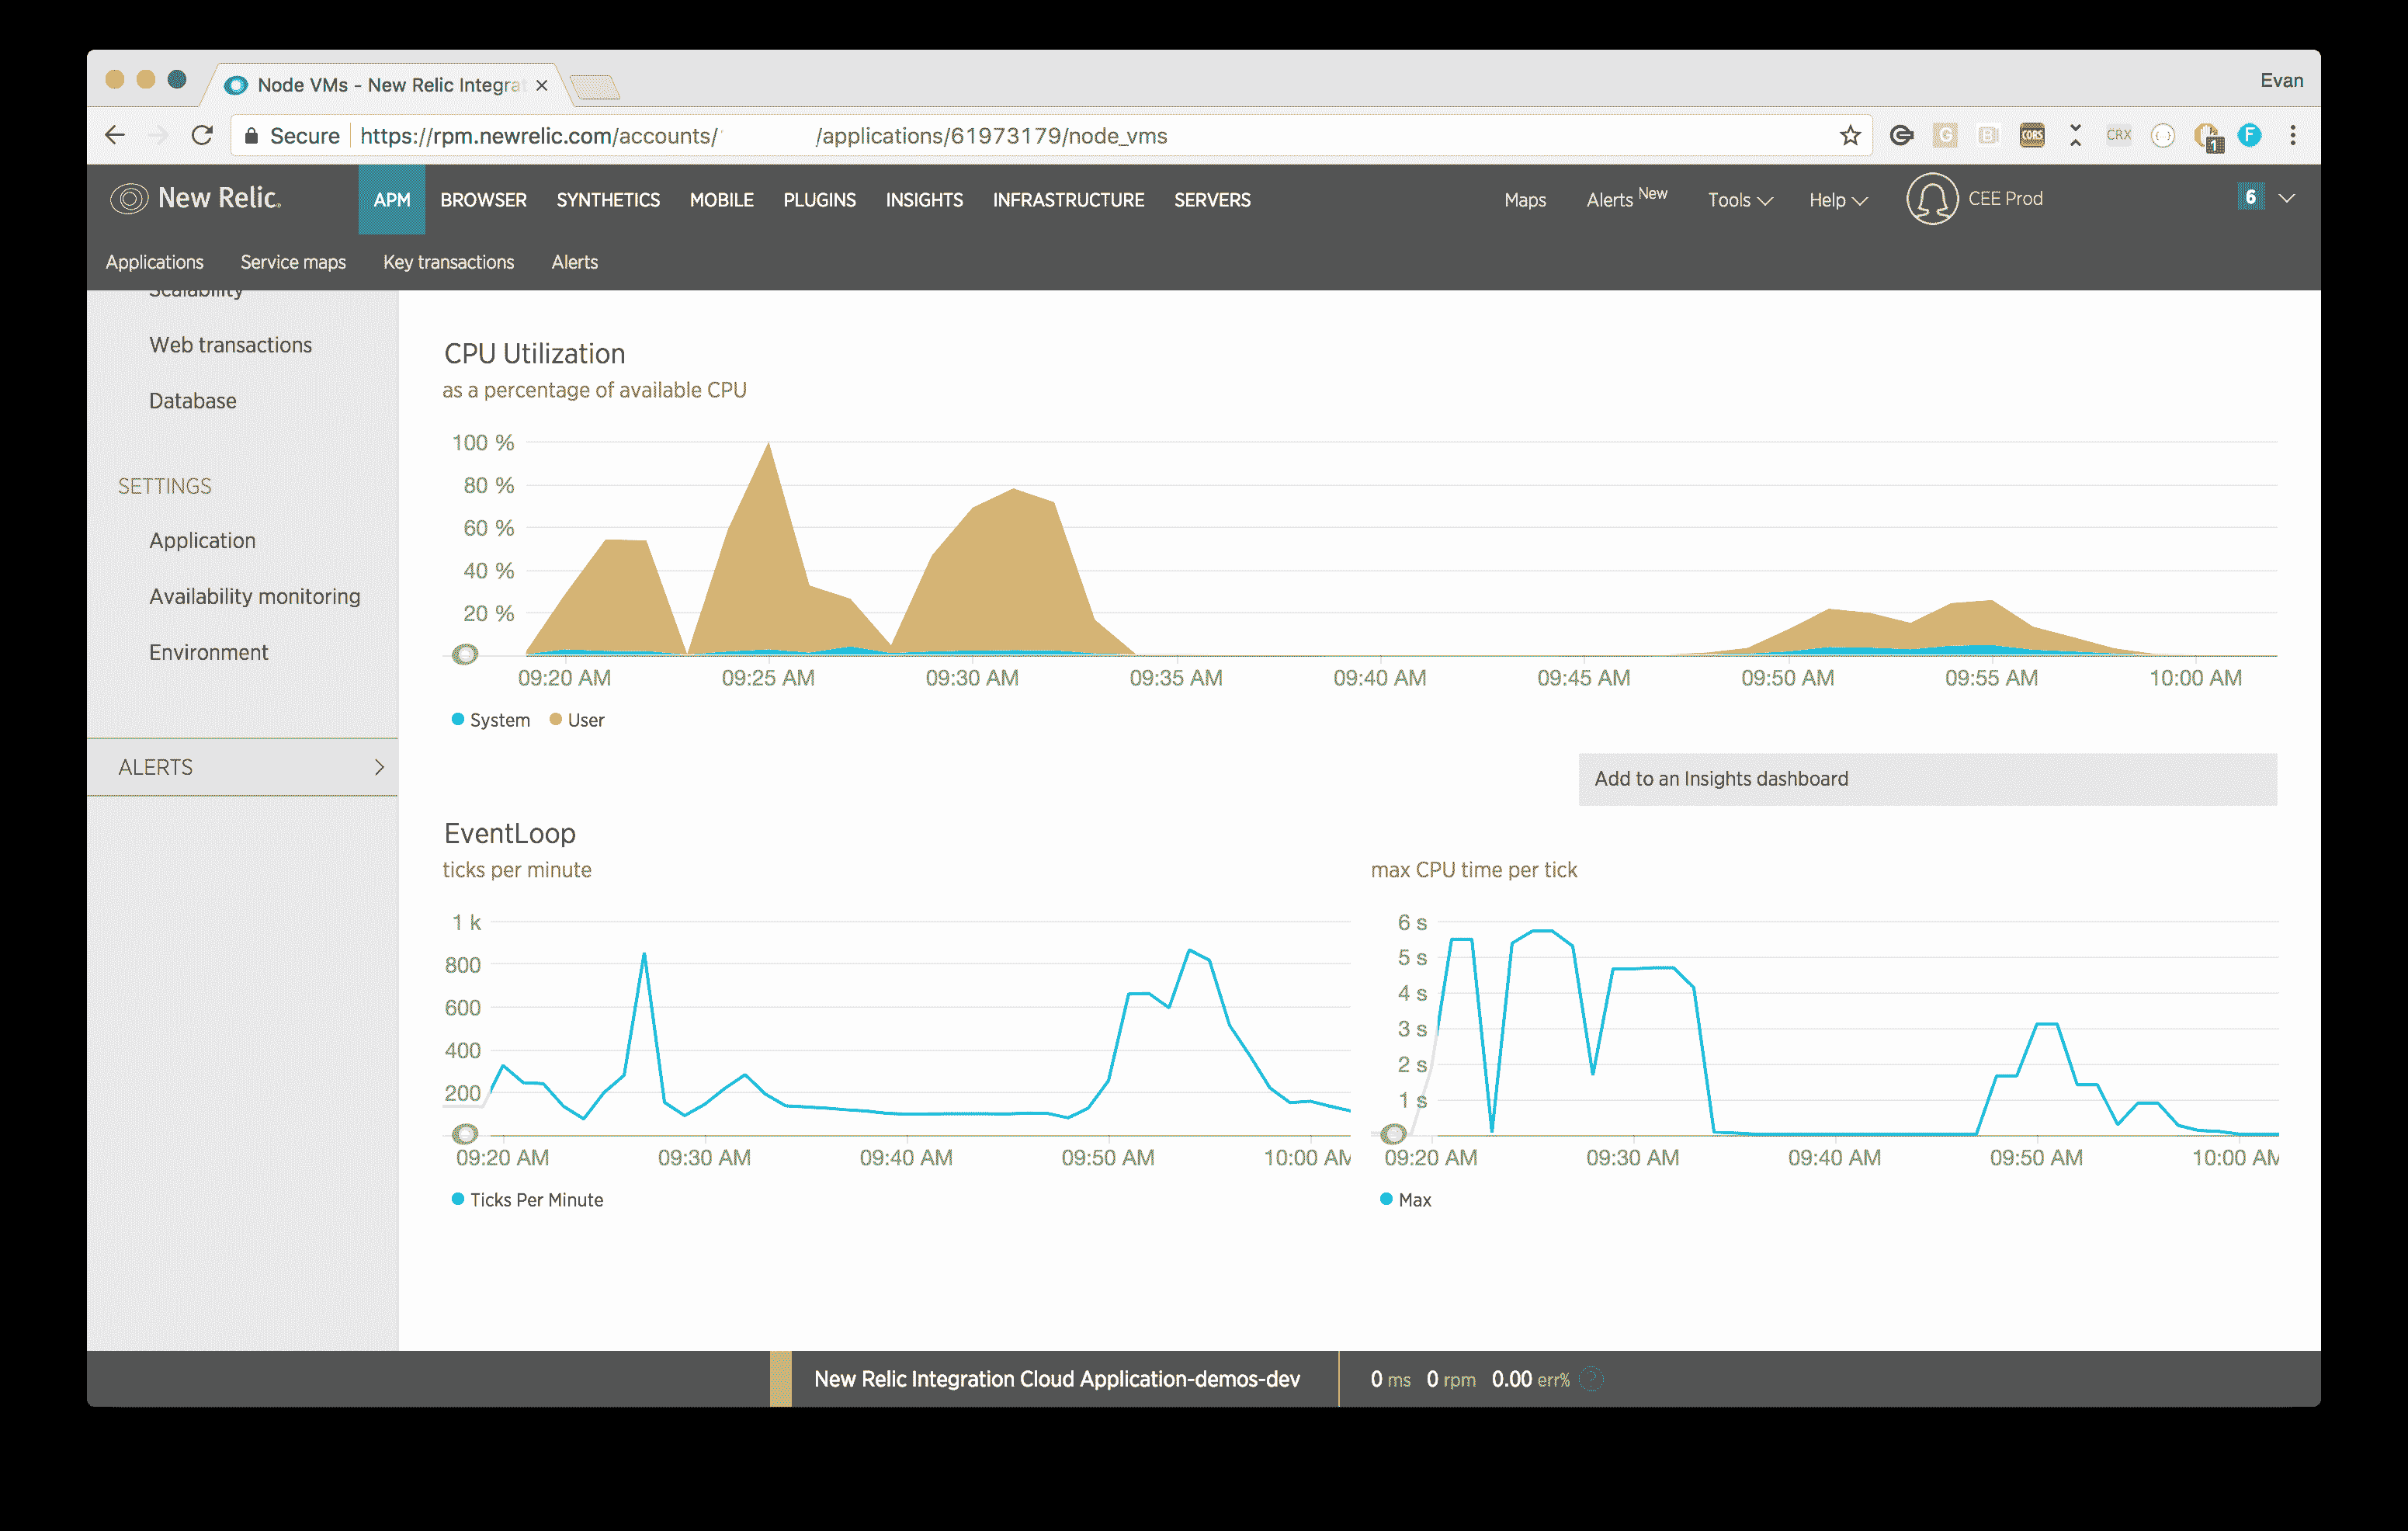 Node VMs - New Relic Integrat
Evan
Secure https://rpm.newrelic.com/accounts/ /applications/61973179/node_vms
G B CORS CRX {··} 1 F
New Relic. APM BROWSER SYNTHETICS MOBILE PLUGINS INSIGHTS INFRASTRUCTURE SERVERS Maps Alerts New Tools Help CEE Prod 6
Applications Service maps Key transactions Alerts
Scalability
Web transactions
Database
SETTINGS
Application
Availability monitoring
Environment
ALERTS
CPU Utilization
as a percentage of available CPU
100 %
80 %
60 %
40 %
20 %
09:20 AM 09:25 AM 09:30 AM 09:35 AM 09:40 AM 09:45 AM 09:50 AM 09:55 AM 10:00 AM
System User
Add to an Insights dashboard
EventLoop
ticks per minute
1 k
800
600
400
200
09:20 AM 09:30 AM 09:40 AM 09:50 AM 10:00 AM
Ticks Per Minute
max CPU time per tick
6 s
5 s
4 s
3 s
2 s
1 s
09:20 AM 09:30 AM 09:40 AM 09:50 AM 10:00 AM
Max
New Relic Integration Cloud Application-demos-dev 0 ms 0 rpm 0.00 err% ?